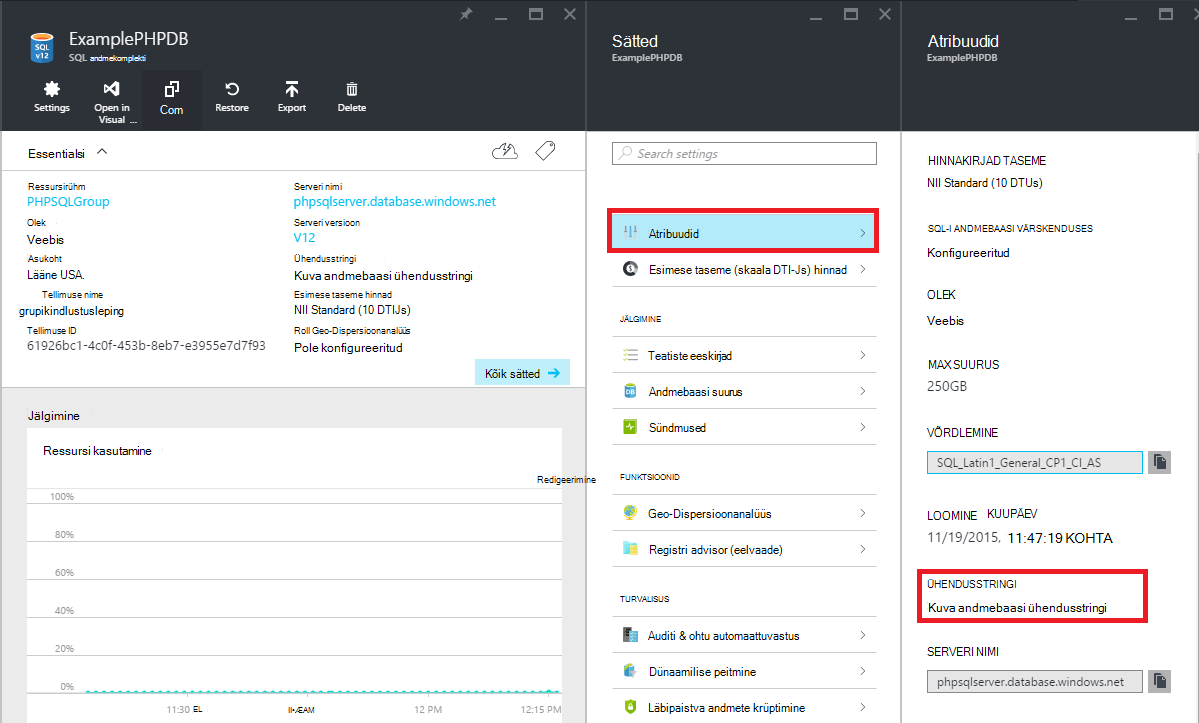 ExamplePHPDB
SQL andmekomplekti
SQL
v12
Settings
Open in
Visual ...
Com
Restore
Export
Delete
Essentialsi
Ressursirühm
PHPSQLGroup
Olek
Veebis
Asukoht
Lääne USA.
Tellimuse nime
grupikindlustusleping
Tellimuse ID
61926bc1-4c0f-453b-8eb7-e3955e7d7f93
Serveri nimi
phpsqlserver.database.windows.net
Serveri versioon
V12
Ühendusstringi
Kuva andmebaasi ühendusstringi
Esimese taseme hinnad
NII Standard (10 DTIJs)
Roll Geo-Dispersioonanalüüs
Pole konfigureeritud
Kõik sätted
Jälgimine
Ressursi kasutamine
Redigeerimine
100%
80%
60%
40%
20%
0%
11:30 EL
12 PM
12:15 PM
Sätted
ExamplePHPDB
Search settings
Atribuudid
Esimese taseme (skaala DTI-Js) hinnad
JÄLGIMINE
Teatiste eeskirjad
Andmebaasi suurus
Sündmused
FUNKTSIOONID
Geo-Dispersioonanalüüs
Registri advisor (eelvaade)
TURVALISUS
Auditi & ohtu automaattuvastus
Dünaamilise peitmine
Läbipaistva andmete krüptimine
Atribuudid
ExamplePHPDB
HINNAKIRJAD TASEME
NII Standard (10 DTUs)
SQL-I ANDMEBAASI VÄRSKENDUSES
Konfigureeritud
OLEK
Veebis
MAX SUURUS
250GB
VÕRDLEMINE
SQL_Latin1_General_CP1_CI_AS
LOOMINE KUUPÄEV
11/19/2015, 11:47:19 KOHTA
ÜHENDUSSTRINGI
Kuva andmebaasi ühendusstringi
SERVERI NIMI
phpsqlserver.database.windows.net